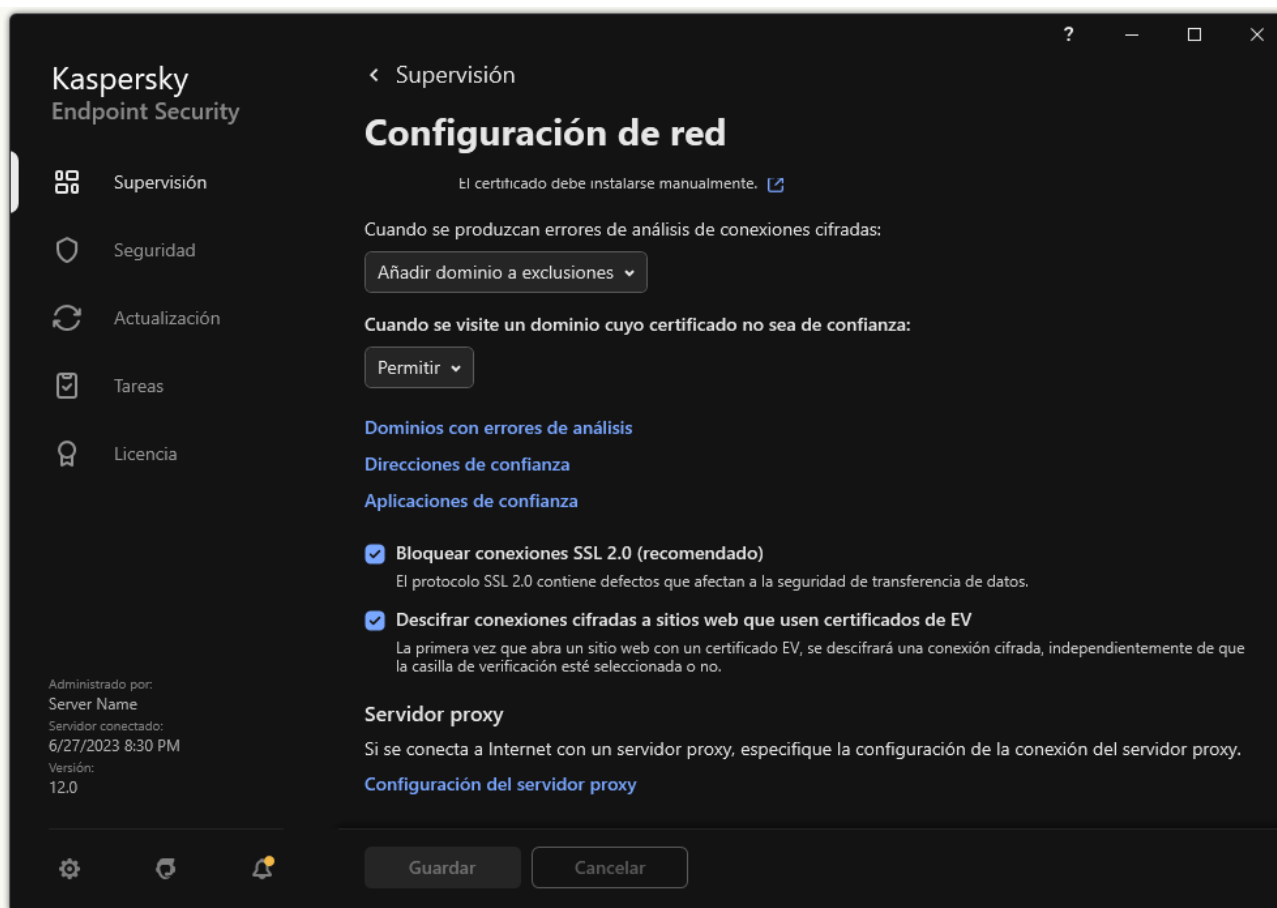 ?
Kaspersky
Endpoint Security
Supervisión
Seguridad
Actualización
Tareas
Licencia
Administrado por:
Server Name
Servidor conectado:
6/27/2023 8:30 PM
Versión:
12.0
Supervisión
Configuración de red
El certificado debe instalarse manualmente.
Cuando se produzcan errores de análisis de conexiones cifradas:
Añadir dominio a exclusiones
Cuando se visite un dominio cuyo certificado no sea de confianza:
Permitir
Dominios con errores de análisis
Direcciones de confianza
Aplicaciones de confianza
Bloquear conexiones SSL 2.0 (recomendado)
El protocolo SSL 2.0 contiene defectos que afectan a la seguridad de transferencia de datos.
Descifrar conexiones cifradas a sitios web que usen certificados de EV
La primera vez que abra un sitio web con un certificado EV, se descifrará una conexión cifrada, independientemente de que
la casilla de verificación esté seleccionada o no.
Servidor proxy
Si se conecta a Internet con un servidor proxy, especifique la configuración de la conexión del servidor proxy.
Configuración del servidor proxy
Guardar
Cancelar